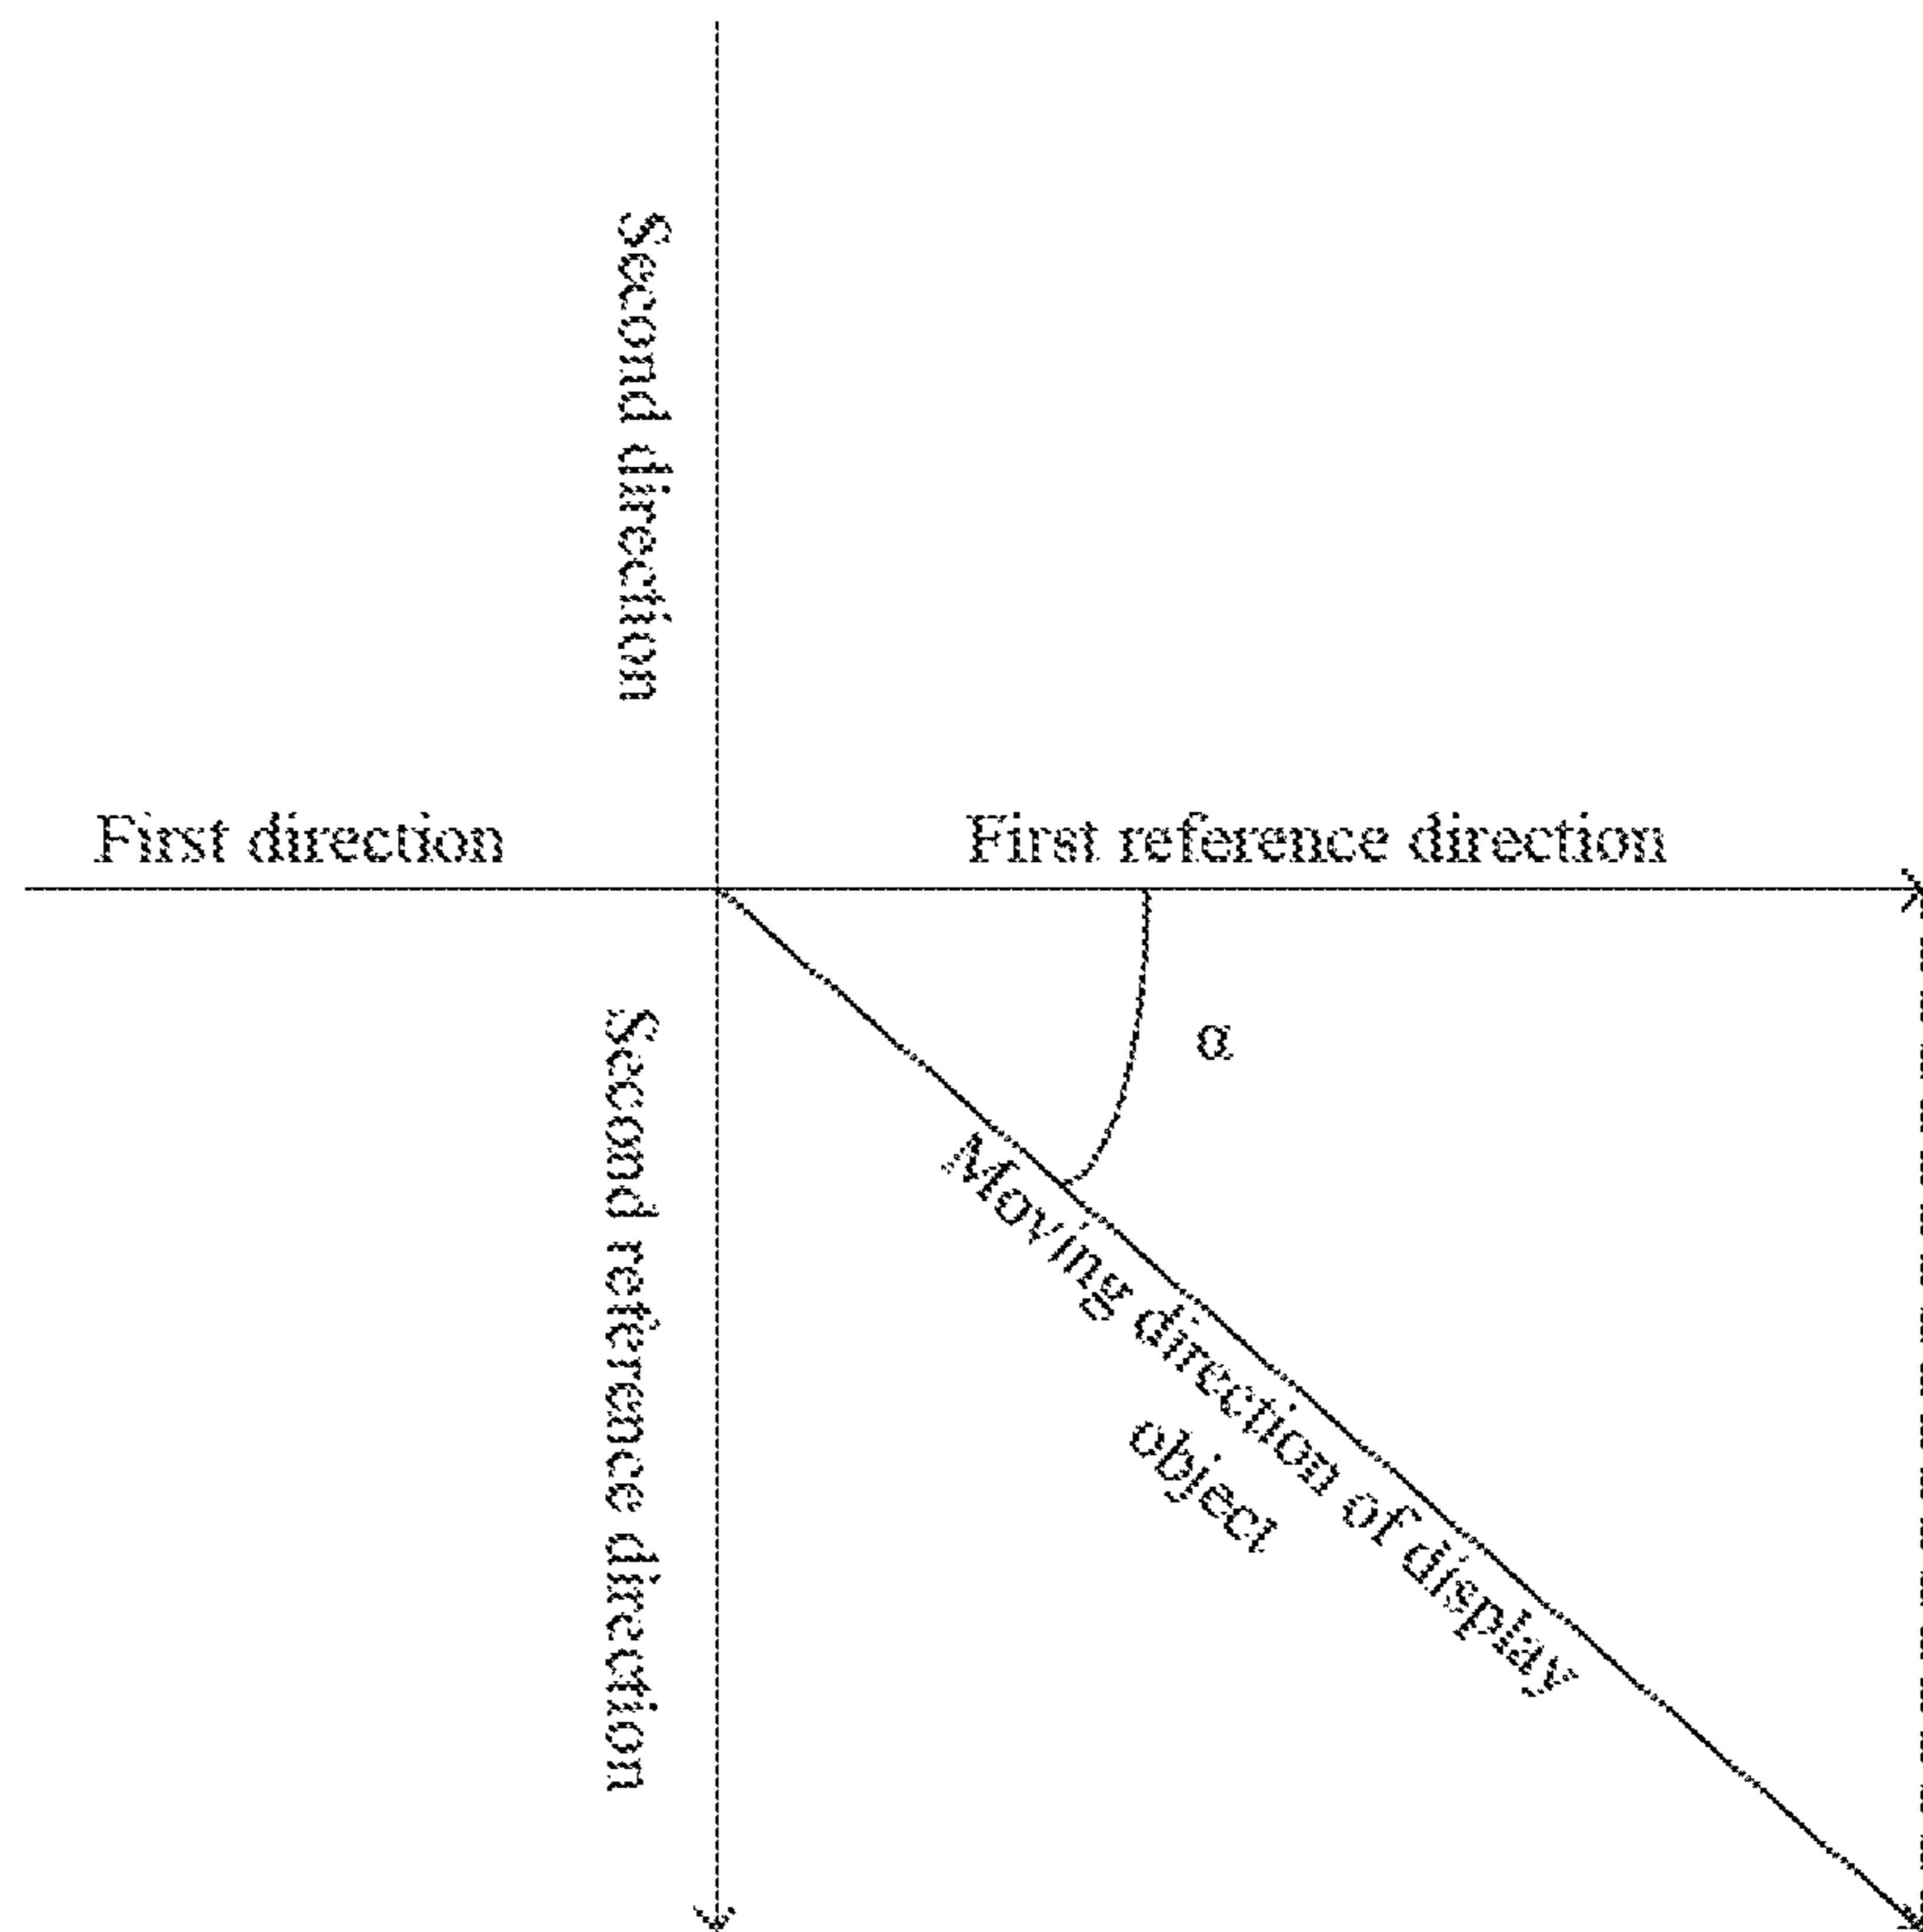 Second direction
First direction
First reference direction
α
Second reference direction
Moving direction of display
object